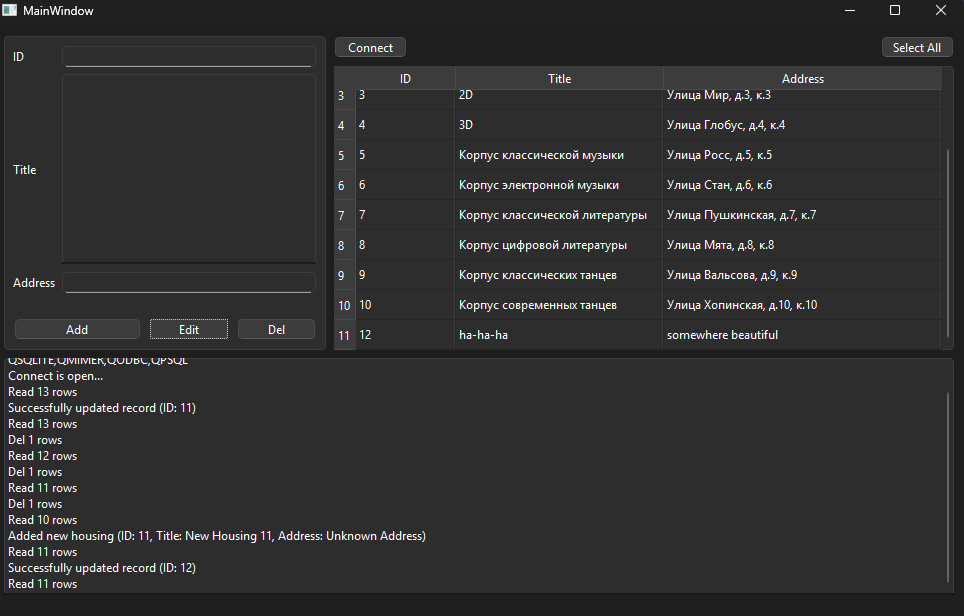 MainWindow
ID
Title
Address
Add Edit Del
Connect Select All
ID Title Address
3 3 2D Улица Мир, д.3, к.3
4 4 3D Улица Глобус, д.4, к.4
5 5 Корпус классической музыки Улица Росс, д.5, к.5
6 6 Корпус электронной музыки Улица Стан, д.6, к.6
7 7 Корпус классической литературы Улица Пушкинская, д.7, к.7
8 8 Корпус цифровой литературы Улица Мята, д.8, к.8
9 9 Корпус классических танцев Улица Вальсова, д.9, к.9
10 10 Корпус современных танцев Улица Хопинская, д.10, к.10
11 12 ha-ha-ha somewhere beautiful
QSQLITE,QMIMER,QODBC,QPSQL
Connect is open...
Read 13 rows
Successfully updated record (ID: 11)
Read 13 rows
Del 1 rows
Read 12 rows
Del 1 rows
Read 11 rows
Del 1 rows
Read 10 rows
Added new housing (ID: 11, Title: New Housing 11, Address: Unknown Address)
Read 11 rows
Successfully updated record (ID: 12)
Read 11 rows